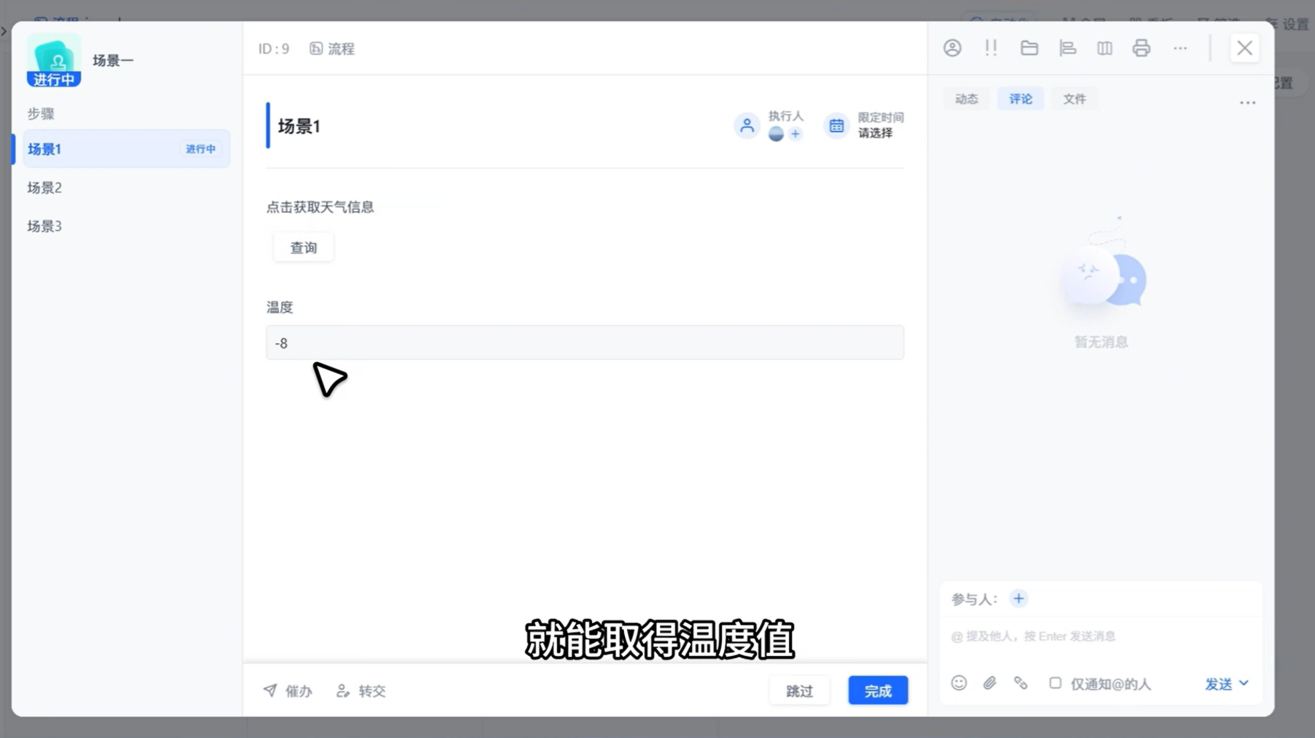 设置
场景一
进行中
步骤
场景1
进行中
场景2
场景3
ID : 9
流程
场景1
执行人
限定时间
请选择
点击获取天气信息
查询
温度
-8
就能取得温度值
催办
转交
跳过
完成
动态
评论
文件
暂无消息
参与人：
@ 提及他人，按 Enter 发送消息
仅通知@的人
发送